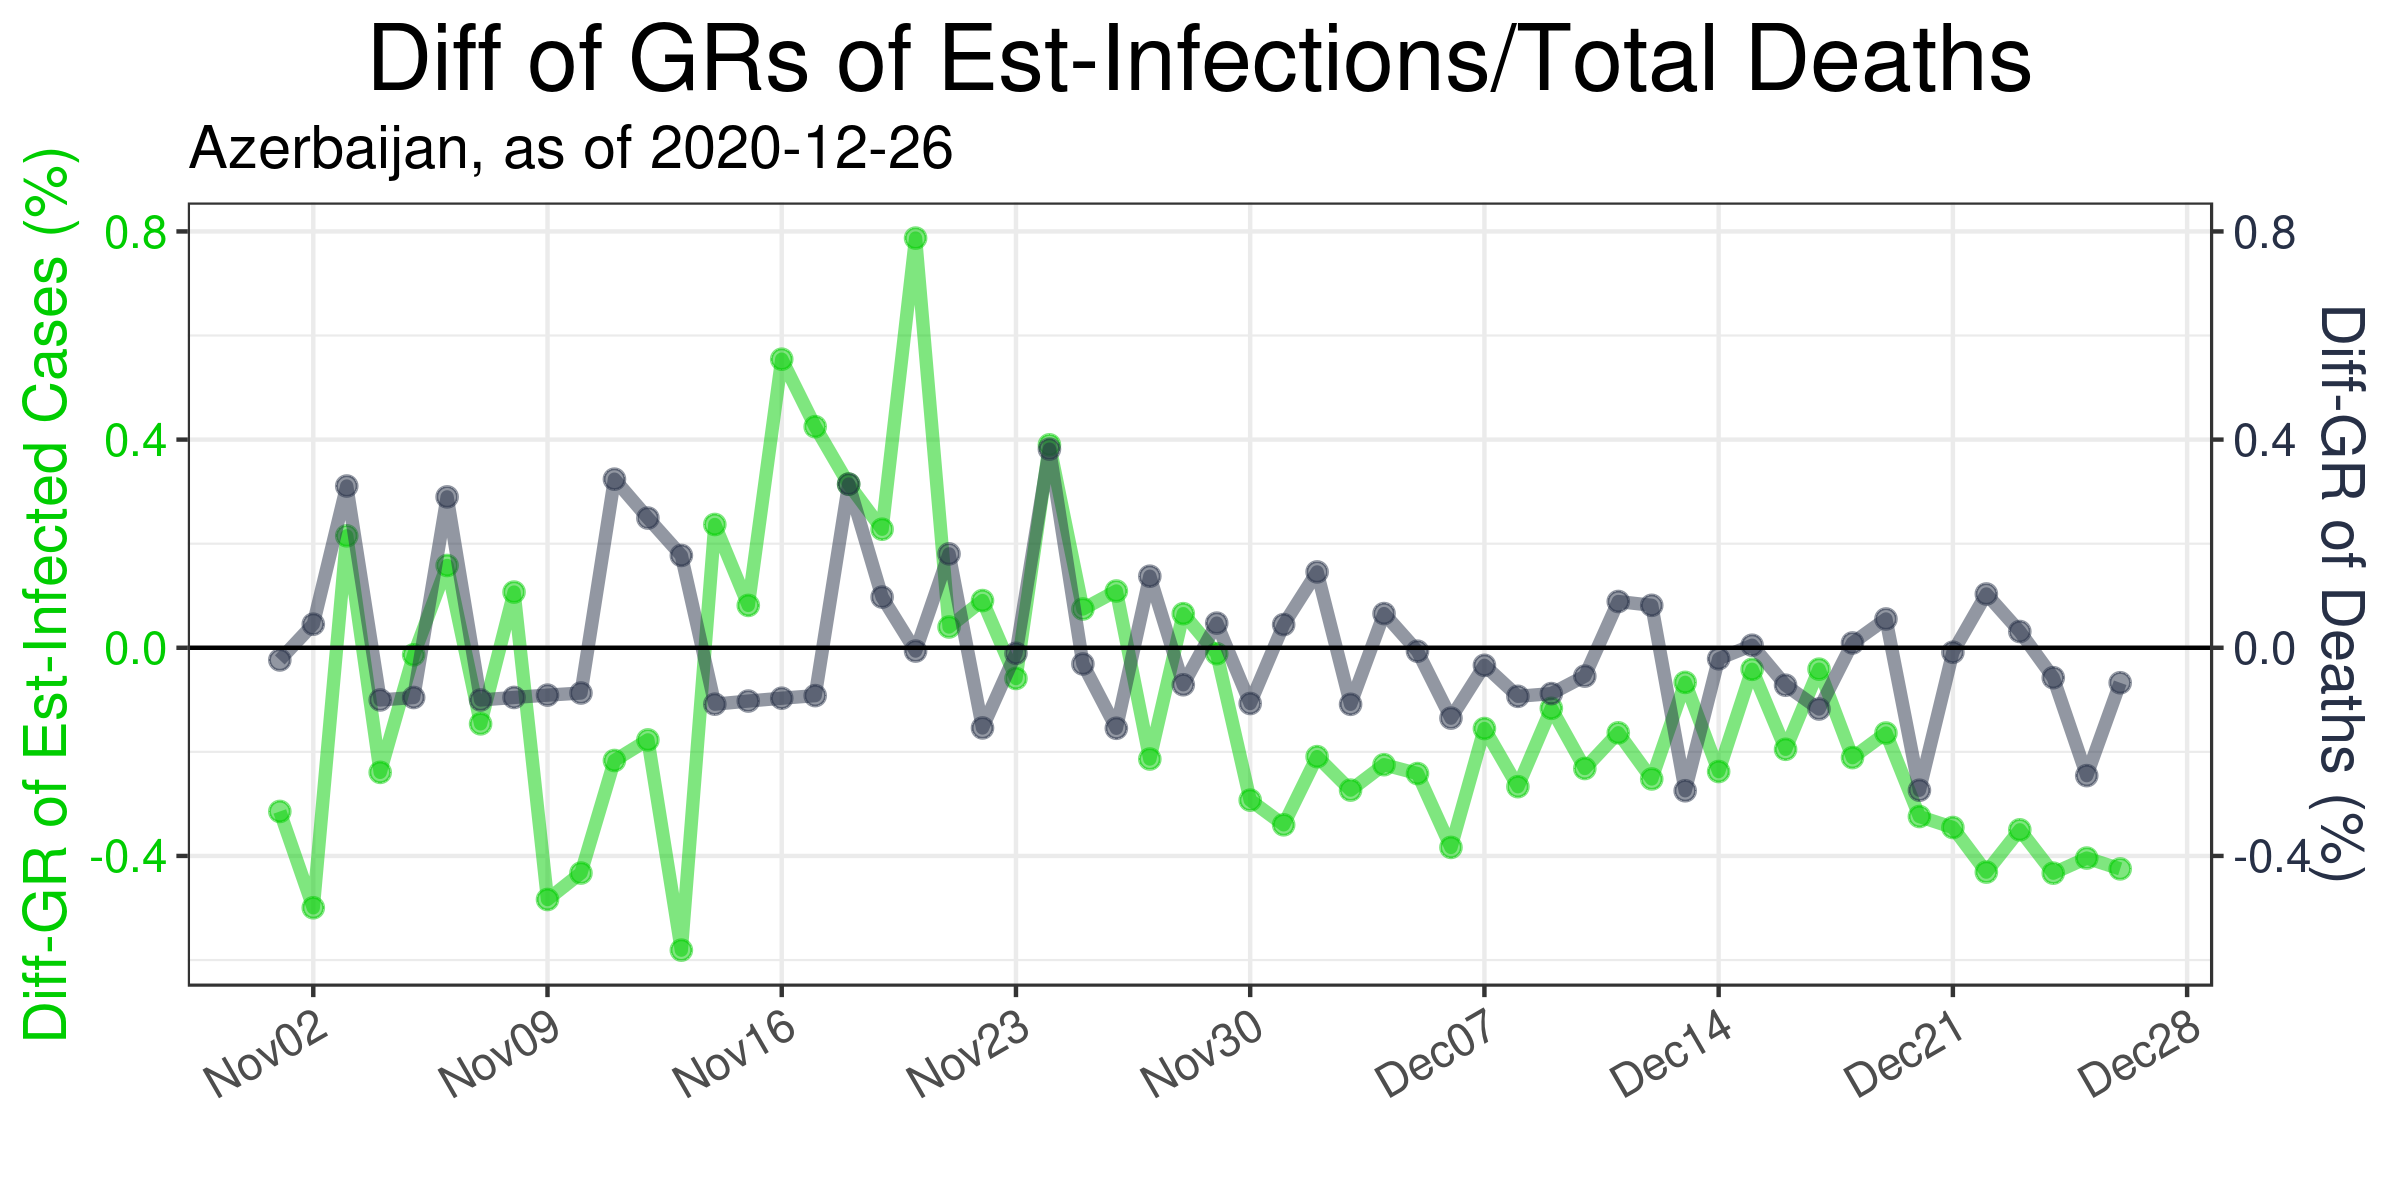 Diff of GRs of Est-Infections/Total Deaths
Azerbaijan, as of 2020-12-26
Diff-GR of Est-Infected Cases (%)
0.8
0.4
0.0
-0.4
0.8
0.4
0.0
-0.4
Diff-GR of Deaths (%)
Nov02
Nov09
Nov16
Nov23
Nov30
Dec07
Dec14
Dec21
Dec28